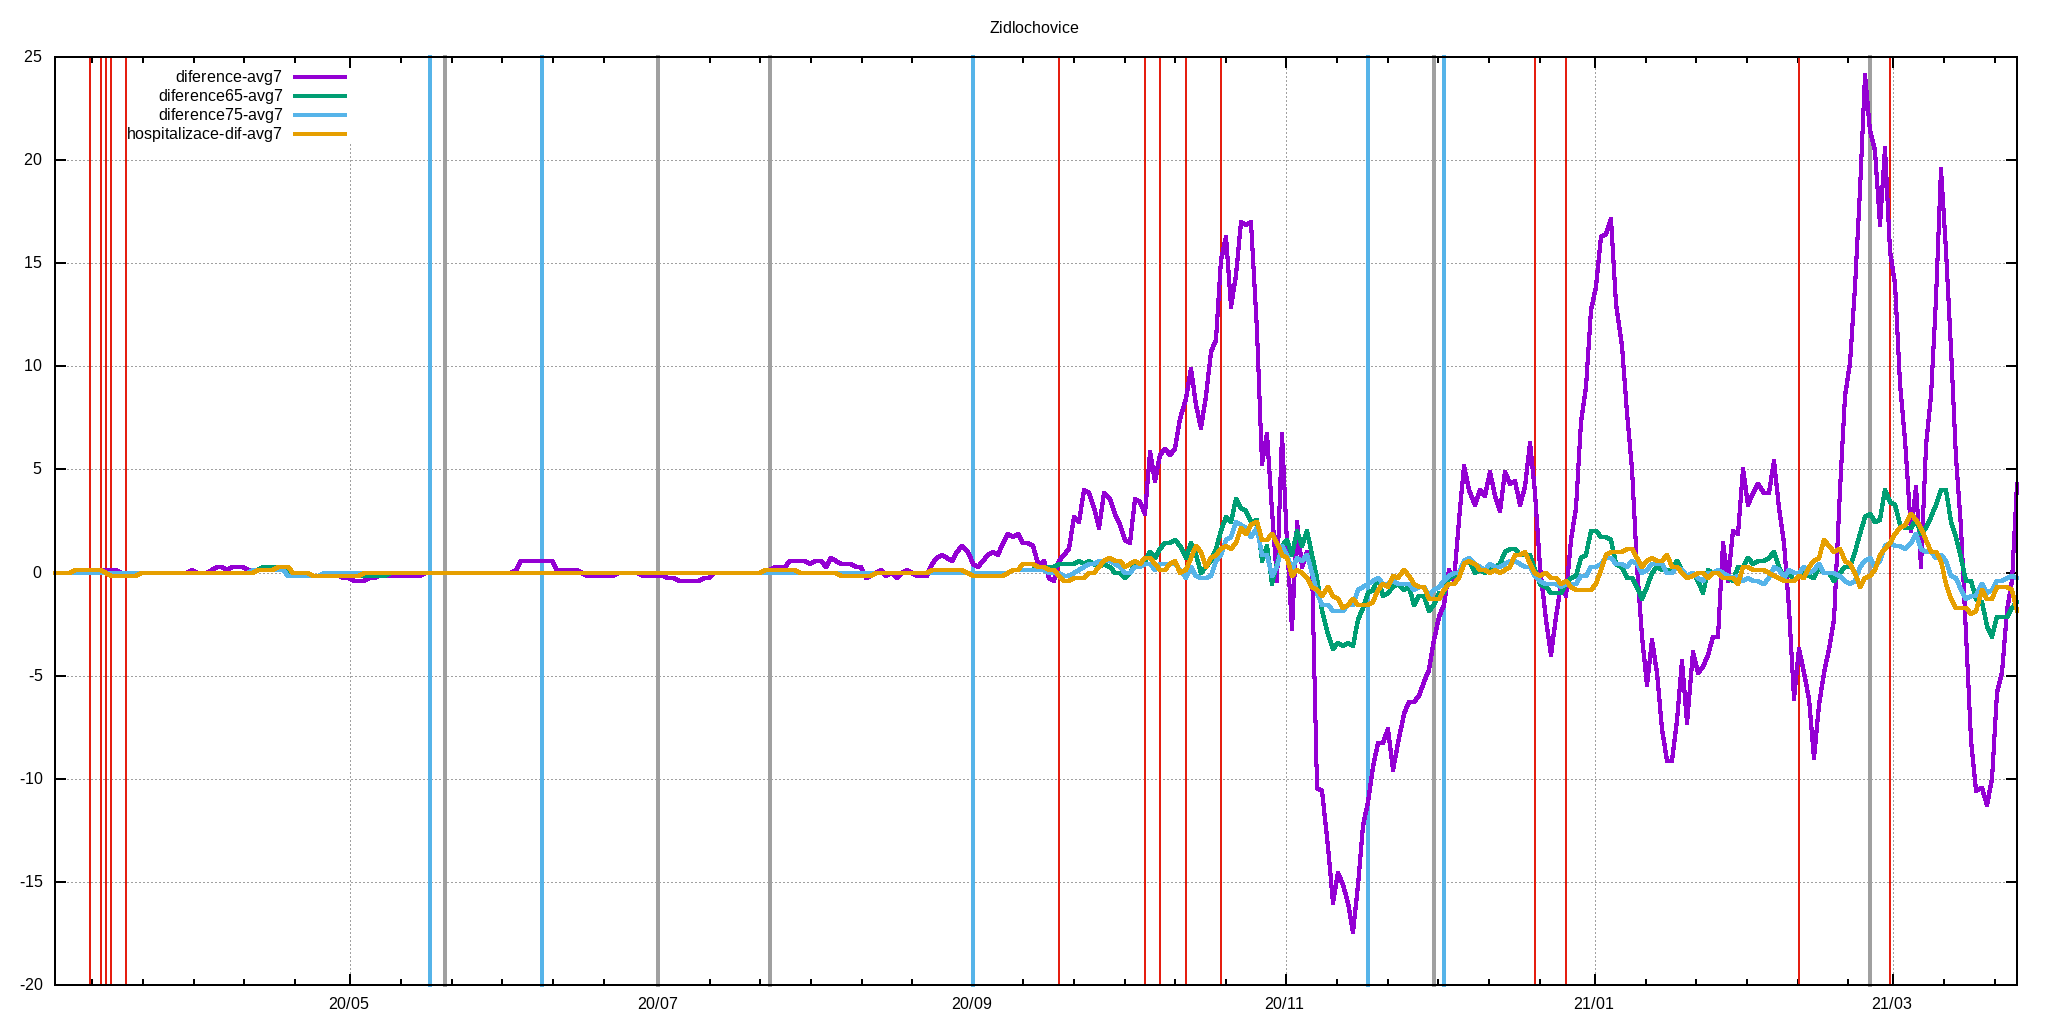 Zidlochovice
25
20
15
10
5
0
-5
-10
-15
-20
diference-avg7
diference65-avg7
diference75-avg7
hospitalizace-dif-avg7
20/05 20/07 20/09 20/11 21/01 21/03